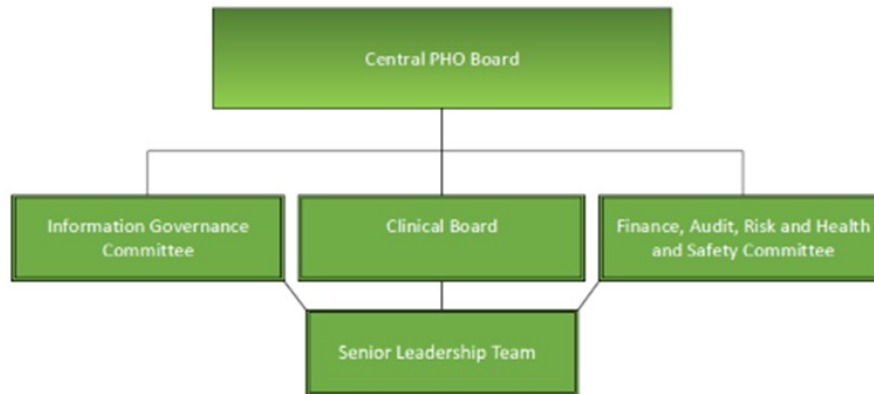 Central PHO Board
Information Governance
Committee
Clinical Board
Finance, Audit, Risk and Health
and Safety Committee
Senior Leadership Team